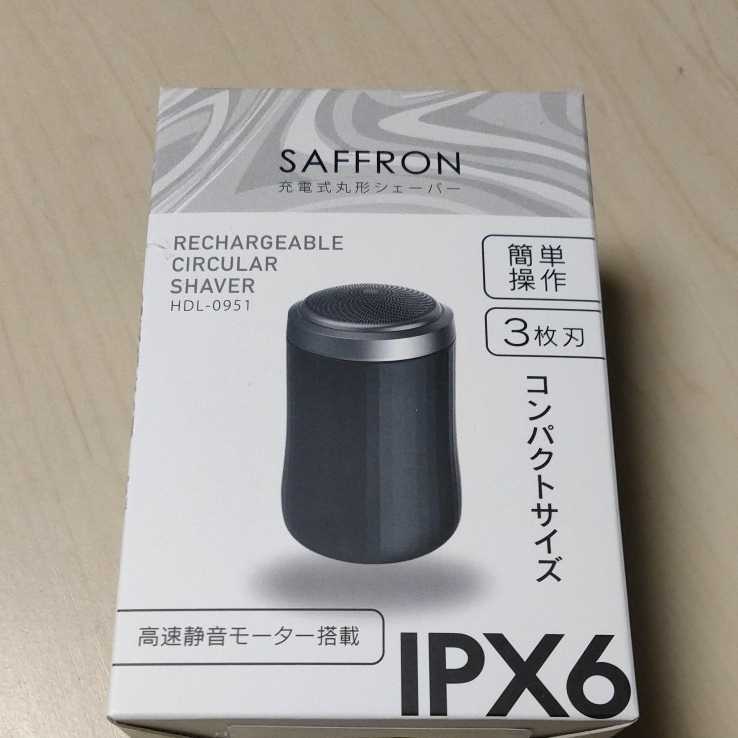 SAFFRON
充電式丸形シェーバー
RECHARGEABLE
CIRCULAR
SHAVER
HDL-0951
簡単
操作
3枚刃
コンパクトサイズ
高速静音モーター搭載
IPX6